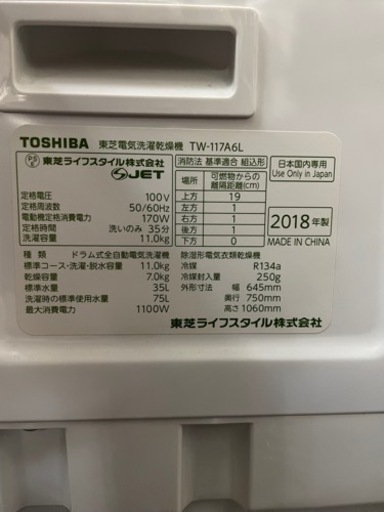 TOSHIBA 東芝電気洗濯乾燥機 TW-117A6L
PSE 東芝ライフスタイル株式会社
S JET
定格電圧 100V
定格周波数 50/60Hz
電動機定格消費電力 170W
定格時間 洗いのみ 35分
洗濯容量 11.0kg
消防法 基準適合 組込形
場所 可燃物からの離隔距離(cm)
上方 19
左方 1
右方 1
前方 1
後方 1
下方 0
日本国内専用
Use Only in Japan
2018年製
MADE IN CHINA
種類 ドラム式全自動電気洗濯機
標準コース・洗濯・脱水容量 11.0kg
乾燥容量 7.0kg
標準水量 35L
洗濯時の標準使用水量 75L
最大消費電力 1100W
除湿形電気衣類乾燥機
冷媒 R134a
冷媒封入量 250g
外形寸法 幅 645mm
奥行 750mm
高さ 1060mm
東芝ライフスタイル株式会社